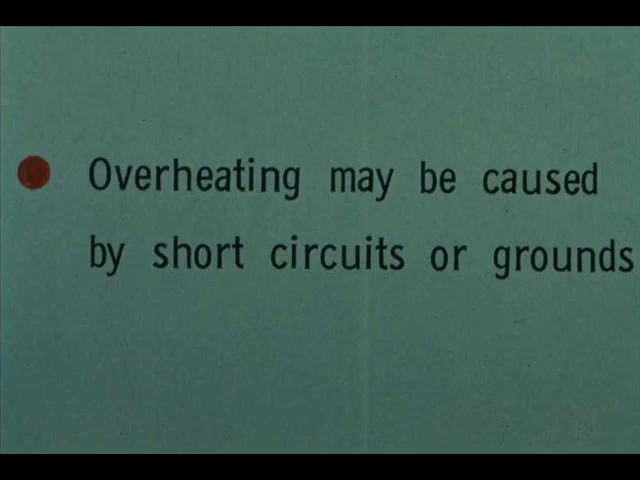 Overheating may be caused
by short circuits or grounds